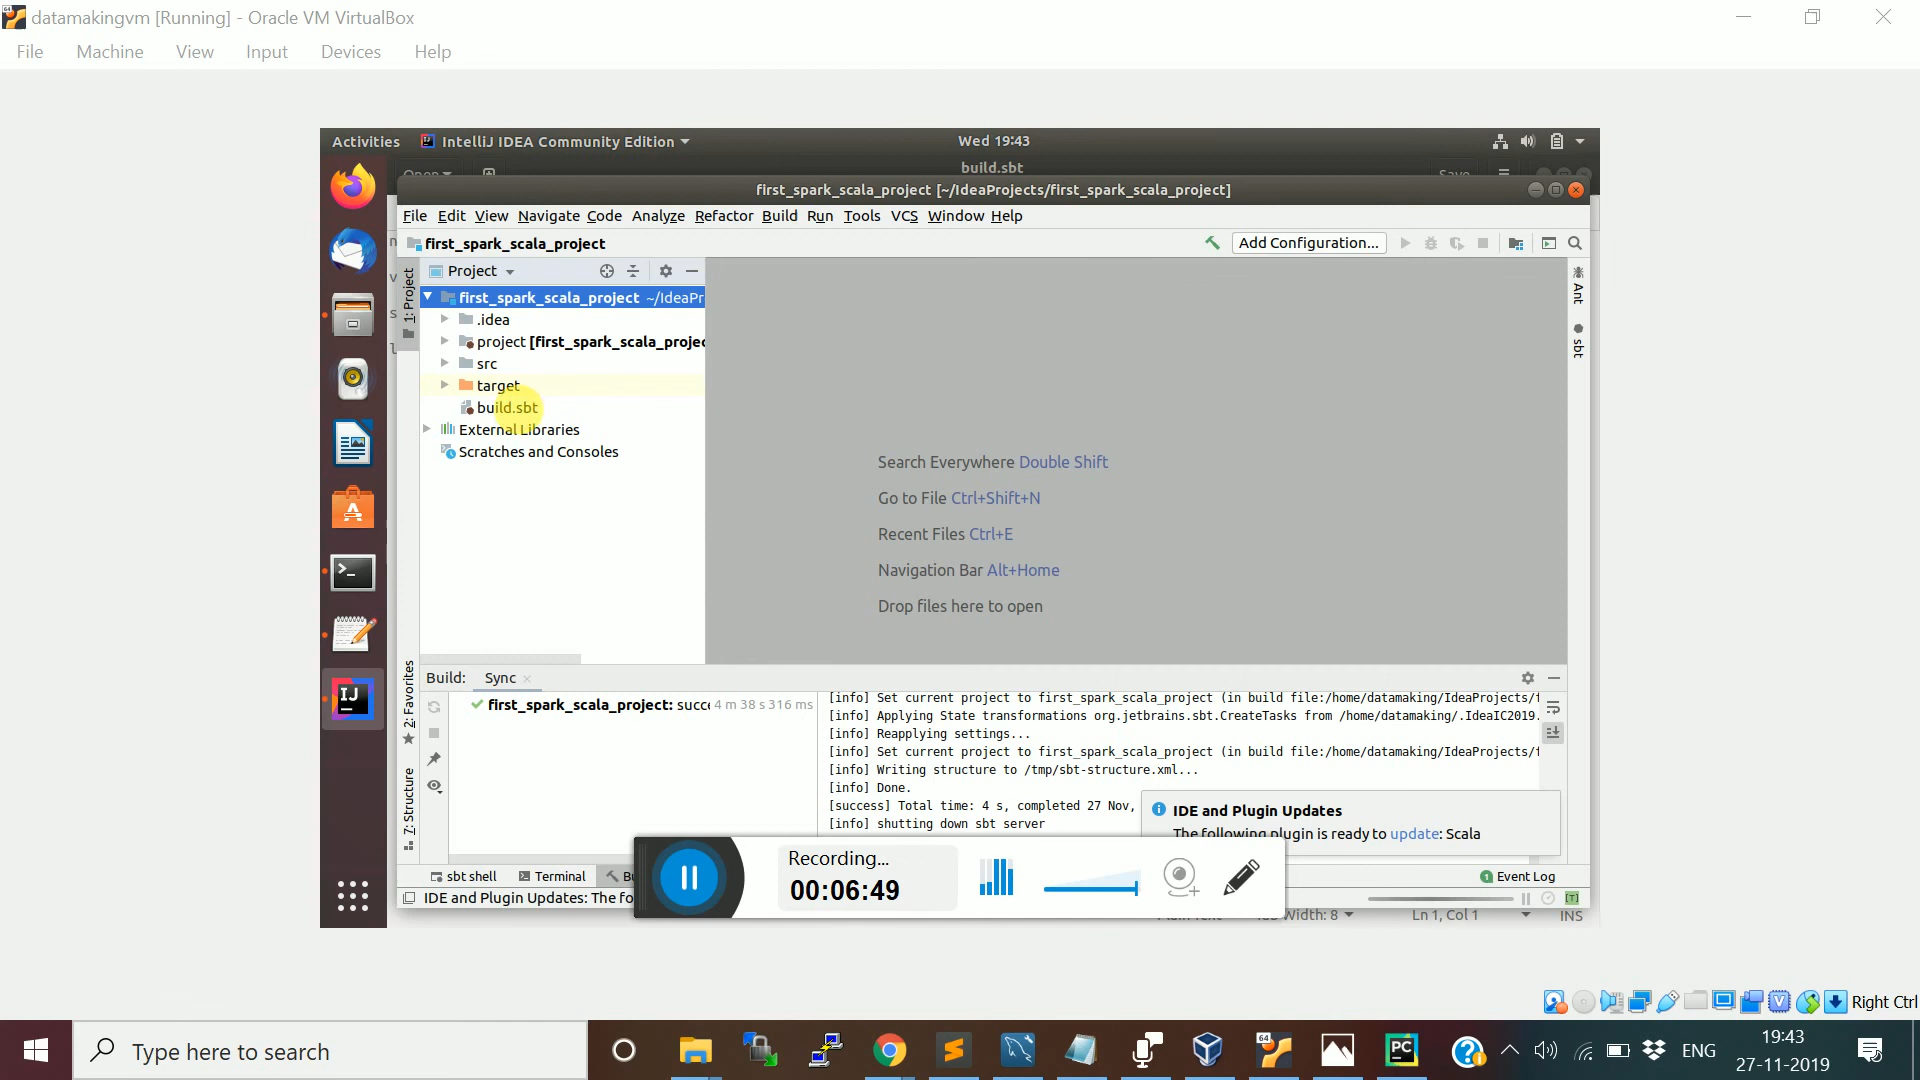 datamakingvm [Running] - Oracle VM VirtualBox
File Machine View Input Devices Help
Activities IntelliJ IDEA Community Edition Wed 19:43
Open build.sbt Save
first_spark_scala_project [~/IdeaProjects/first_spark_scala_project]
File Edit View Navigate Code Analyze Refactor Build Run Tools VCS Window Help
first_spark_scala_project Add Configuration...
Project
first_spark_scala_project ~/IdeaPr
.idea
project [first_spark_scala_projec
src
target
build.sbt
External Libraries
Scratches and Consoles
1: Project
2: Favorites
7: Structure
Ant
sbt
Search Everywhere Double Shift
Go to File Ctrl+Shift+N
Recent Files Ctrl+E
Navigation Bar Alt+Home
Drop files here to open
Build: Sync
first_spark_scala_project: succe 4 m 38 s 316 ms
[info] Set current project to first_spark_scala_project (in build file:/home/datamaking/IdeaProjects/f
[info] Applying State transformations org.jetbrains.sbt.CreateTasks from /home/datamaking/.IdeaIC2019.
[info] Reapplying settings...
[info] Set current project to first_spark_scala_project (in build file:/home/datamaking/IdeaProjects/f
[info] Writing structure to /tmp/sbt-structure.xml...
[info] Done.
[success] Total time: 4 s, completed 27 Nov,
[info] shutting down sbt server
IDE and Plugin Updates
The following plugin is ready to update: Scala
Recording...
00:06:49
sbt shell Terminal Bu 1 Event Log
IDE and Plugin Updates: The fo
Width: 8 Ln 1, Col 1 INS
Right Ctrl
Type here to search
ENG
19:43
27-11-2019